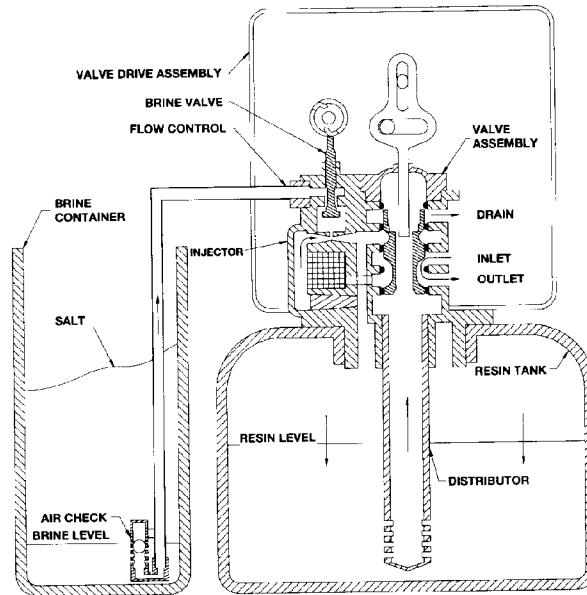 VALVE DRIVE ASSEMBLY
BRINE VALVE
FLOW CONTROL
VALVE
ASSEMBLY
BRINE
CONTAINER
DRAIN
INJECTOR
INLET
OUTLET
SALT
RESIN TANK
RESIN LEVEL
DISTRIBUTOR
AIR CHECK
BRINE LEVEL